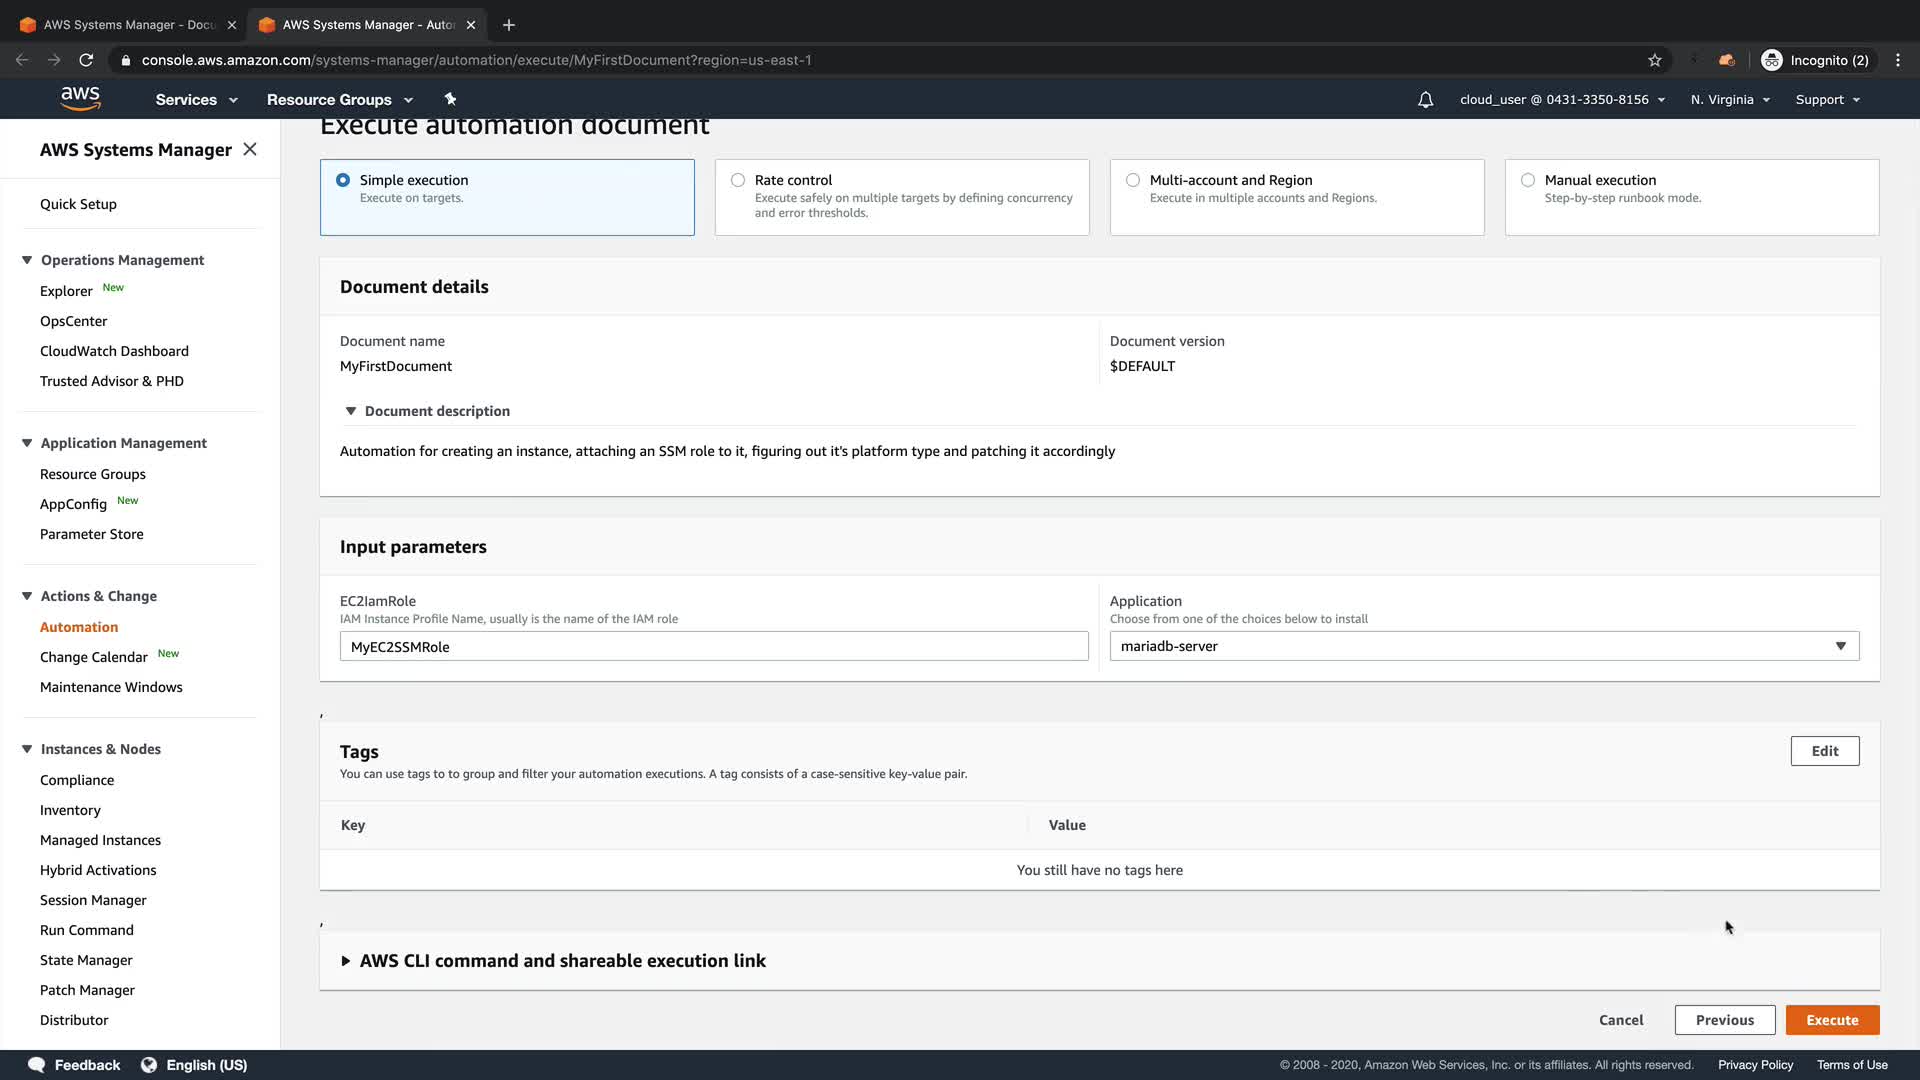 AWS Systems Manager - Docu
AWS Systems Manager - Auto
console.aws.amazon.com/systems-manager/automation/execute/MyFirstDocument?region=us-east-1
Incognito (2)
aws
Services
Resource Groups
cloud_user @ 0431-3350-8156
N. Virginia
Support
AWS Systems Manager
Quick Setup
Operations Management
Explorer New
OpsCenter
CloudWatch Dashboard
Trusted Advisor & PHD
Application Management
Resource Groups
AppConfig New
Parameter Store
Actions & Change
Automation
Change Calendar New
Maintenance Windows
Instances & Nodes
Compliance
Inventory
Managed Instances
Hybrid Activations
Session Manager
Run Command
State Manager
Patch Manager
Distributor
Execute automation document
Simple execution
Execute on targets.
Rate control
Execute safely on multiple targets by defining concurrency
and error thresholds.
Multi-account and Region
Execute in multiple accounts and Regions.
Manual execution
Step-by-step runbook mode.
Document details
Document name
MyFirstDocument
Document version
$DEFAULT
Document description
Automation for creating an instance, attaching an SSM role to it, figuring out it's platform type and patching it accordingly
Input parameters
EC2IamRole
IAM Instance Profile Name, usually is the name of the IAM role
MyEC2SSMRole
Application
Choose from one of the choices below to install
mariadb-server
,
Tags
You can use tags to to group and filter your automation executions. A tag consists of a case-sensitive key-value pair.
Edit
Key
Value
You still have no tags here
,
AWS CLI command and shareable execution link
Cancel
Previous
Execute
Feedback
English (US)
© 2008 - 2020, Amazon Web Services, Inc. or its affiliates. All rights reserved.
Privacy Policy
Terms of Use